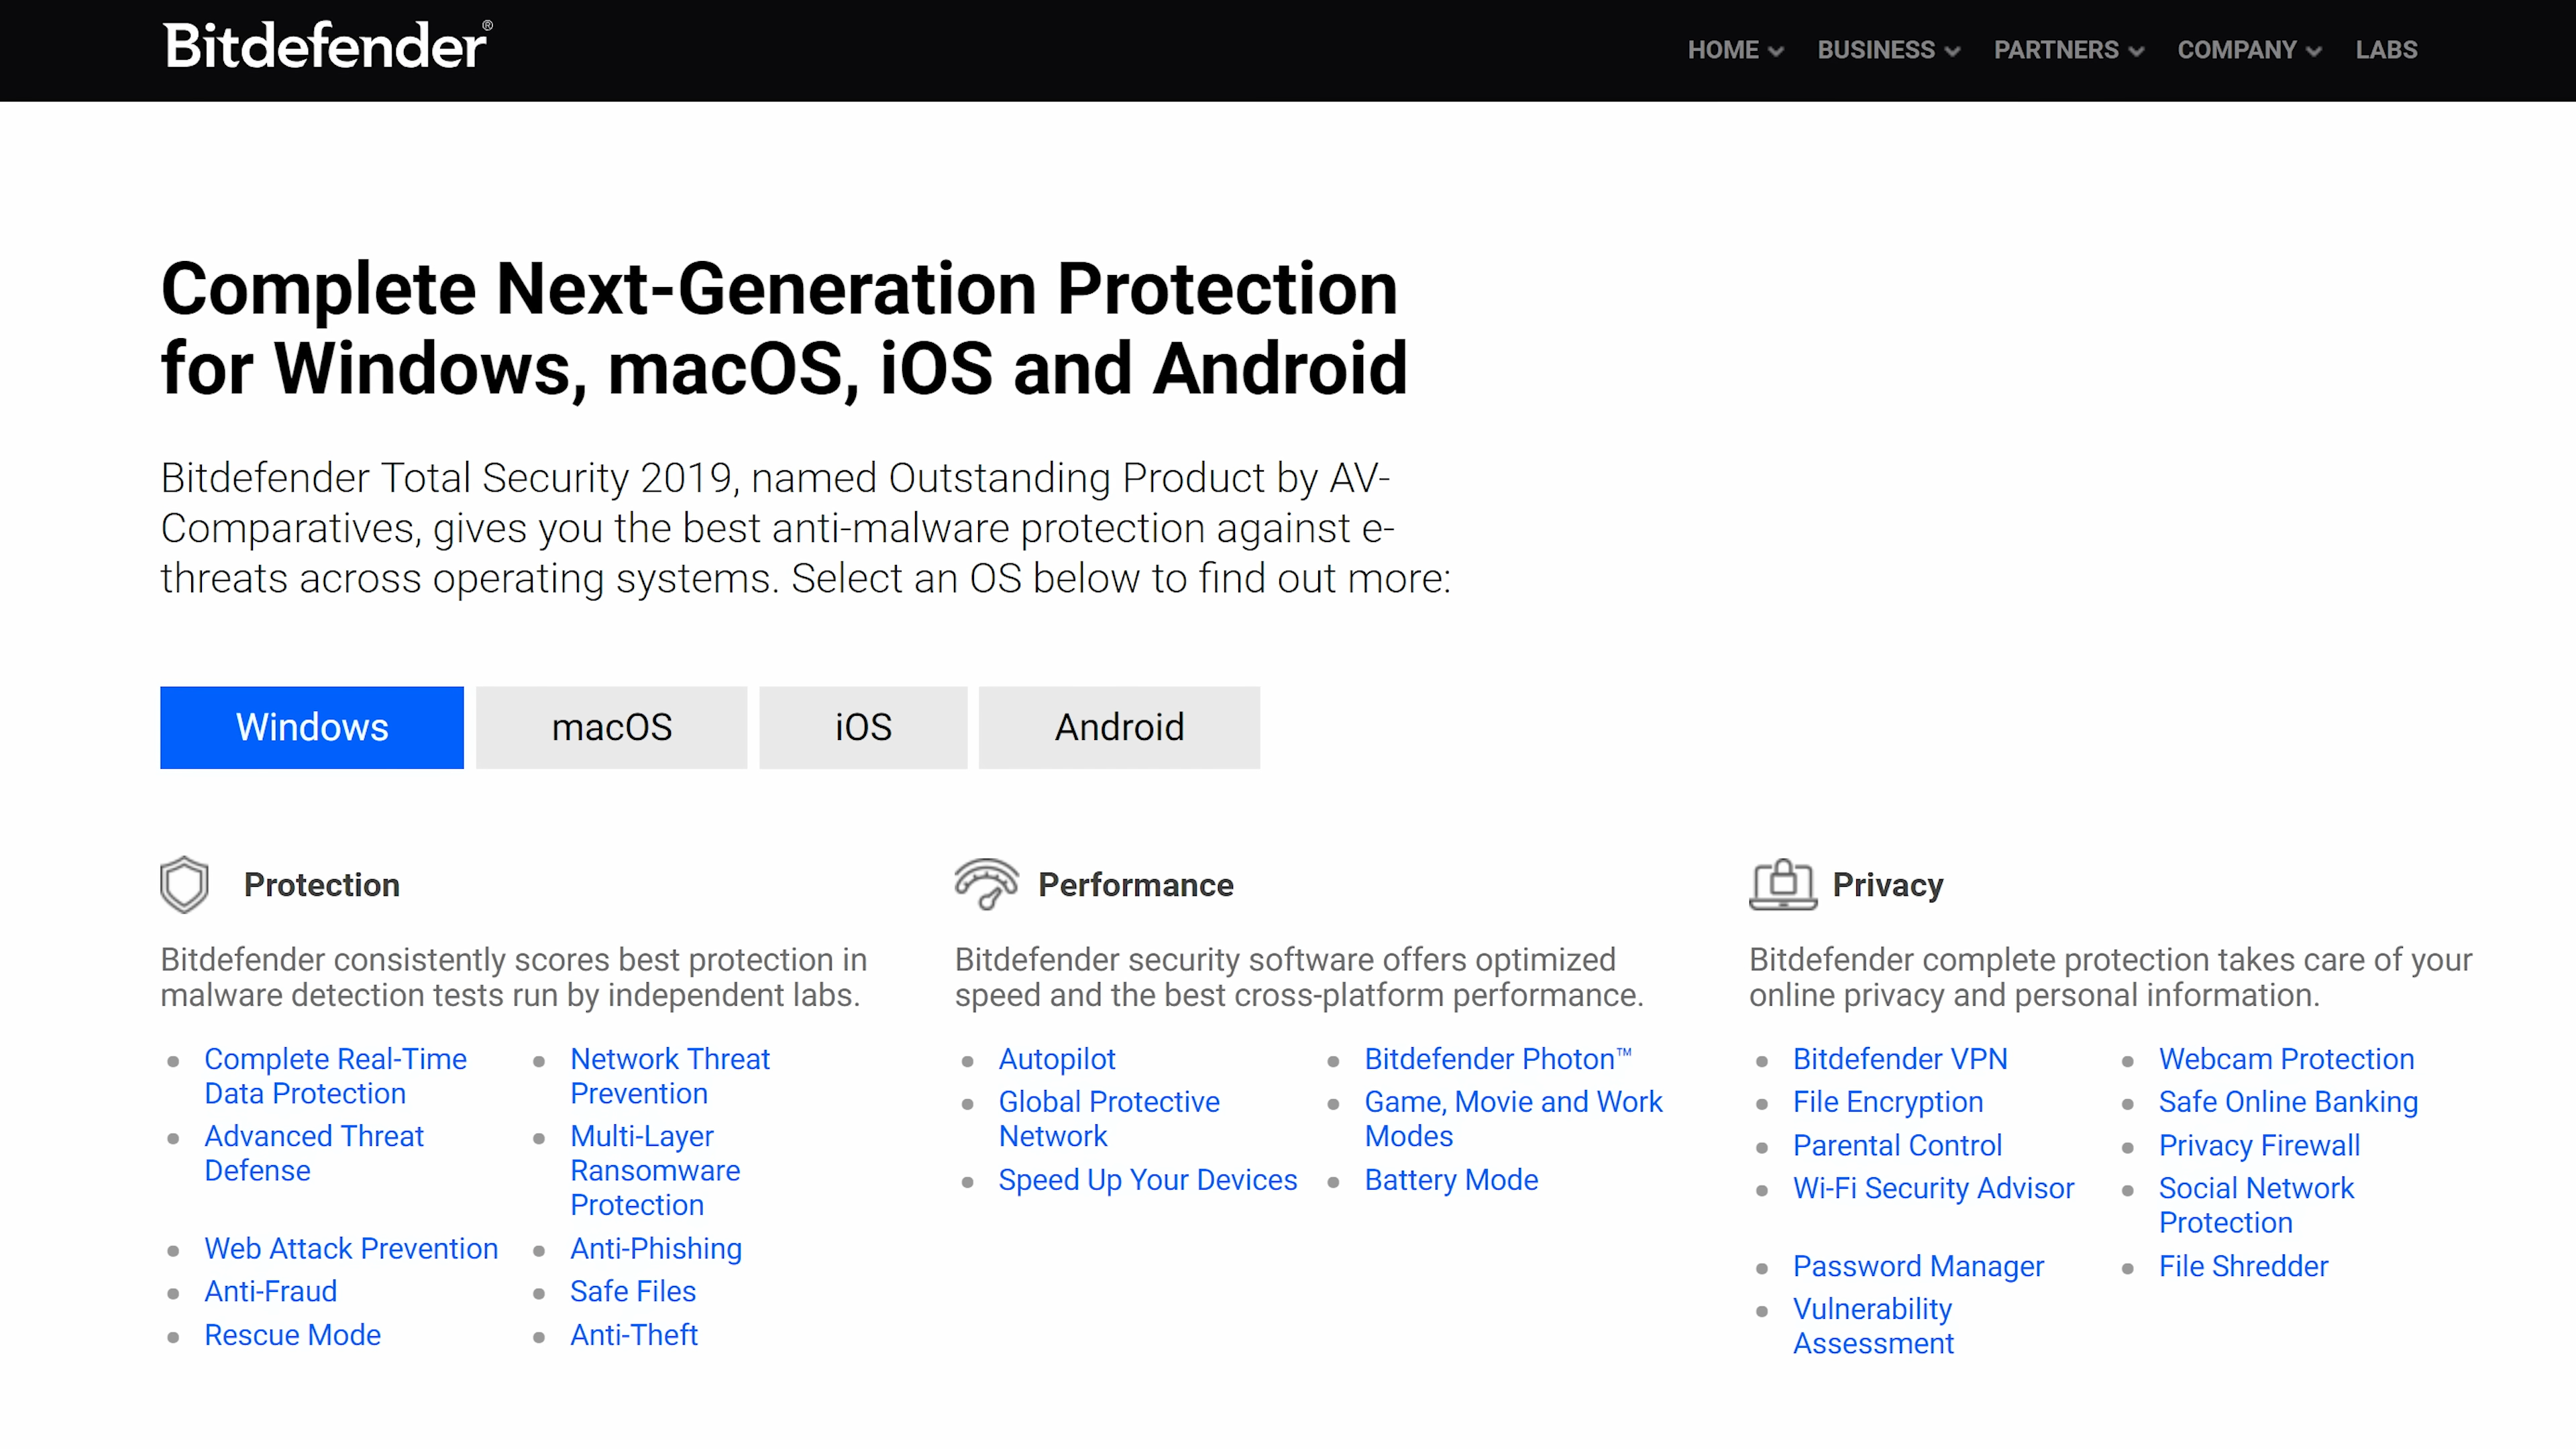 Bitdefender®
HOME
BUSINESS
PARTNERS
COMPANY
LABS
Complete Next-Generation Protection
for Windows, macOS, iOS and Android
Bitdefender Total Security 2019, named Outstanding Product by AV-
Comparatives, gives you the best anti-malware protection against e-
threats across operating systems. Select an OS below to find out more:
Windows
macOS
iOS
Android
Protection
Bitdefender consistently scores best protection in
malware detection tests run by independent labs.
Complete Real-Time
Data Protection
Network Threat
Prevention
Advanced Threat
Defense
Multi-Layer
Ransomware
Protection
Web Attack Prevention
Anti-Phishing
Anti-Fraud
Safe Files
Rescue Mode
Anti-Theft
Performance
Bitdefender security software offers optimized
speed and the best cross-platform performance.
Autopilot
Bitdefender Photon™
Global Protective
Network
Game, Movie and Work
Modes
Speed Up Your Devices
Battery Mode
Privacy
Bitdefender complete protection takes care of your
online privacy and personal information.
Bitdefender VPN
Webcam Protection
File Encryption
Safe Online Banking
Parental Control
Privacy Firewall
Wi-Fi Security Advisor
Social Network
Protection
Password Manager
File Shredder
Vulnerability
Assessment